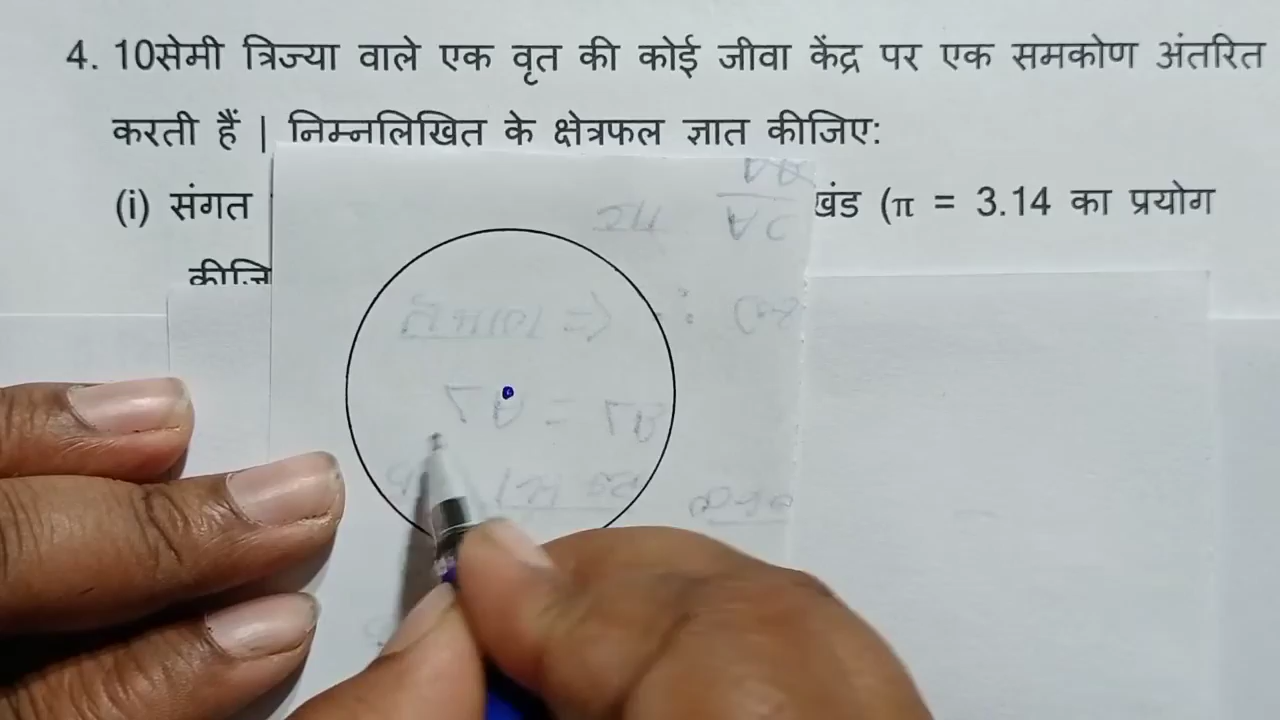 4. 10सेमी त्रिज्या वाले एक वृत की कोई जीवा केंद्र पर एक समकोण अंतरित
करती हैं | निम्नलिखित के क्षेत्रफल ज्ञात कीजिए:
(i) संगत खंड (π = 3.14 का प्रयोग